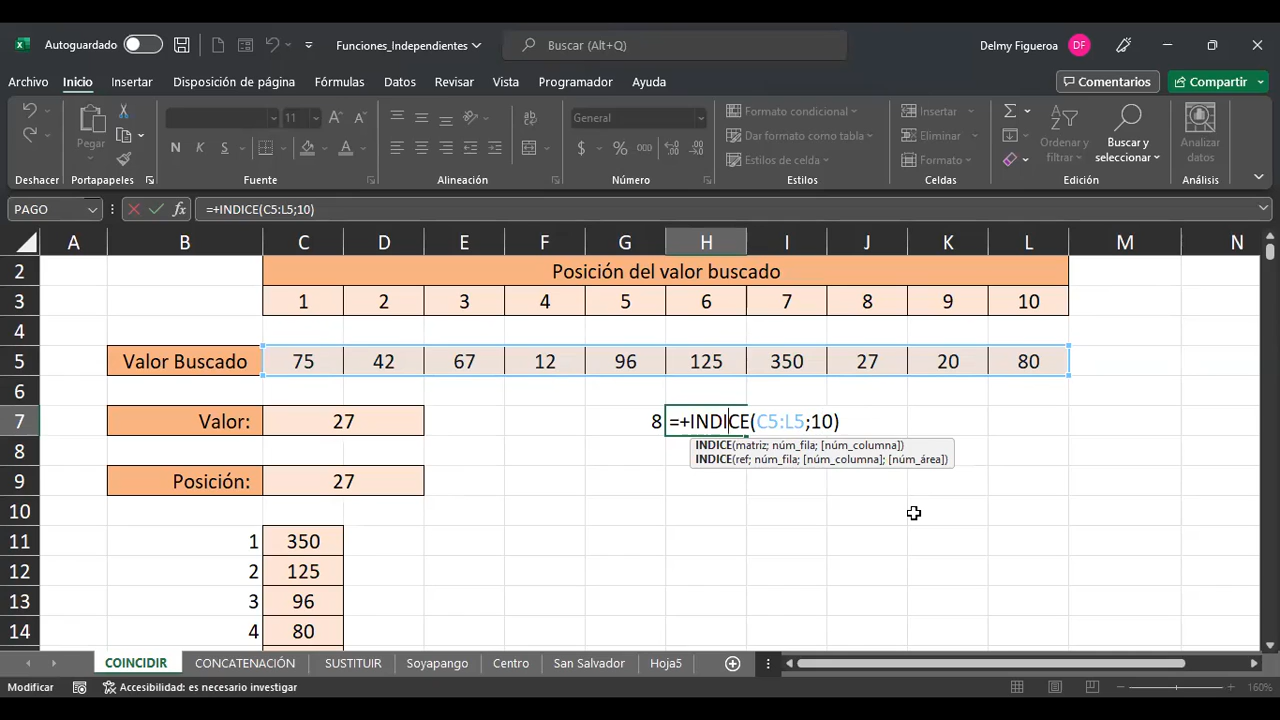 Autoguardado Funciones_Independientes Buscar (Alt+Q) Delmy Figueroa DF
Archivo Inicio Insertar Disposición de página Fórmulas Datos Revisar Vista Programador Ayuda Comentarios Compartir
11 General Formato condicional Insertar
Pegar Dar formato como tabla Eliminar Ordenar y filtrar Buscar y seleccionar Analizar datos
N K S $ % 000 Estilos de celda Formato
Deshacer Portapapeles Fuente Alineación Número Estilos Celdas Edición Análisis
PAGO fx =+INDICE(C5:L5;10)
A B C D E F G H I J K L M N
2 Posición del valor buscado
3 1 2 3 4 5 6 7 8 9 10
4
5 Valor Buscado 75 42 67 12 96 125 350 27 20 80
6
7 Valor: 27 8 =+INDICE(C5:L5;10)
INDICE(matriz; núm_fila; [núm_columna])
8
INDICE(ref; núm_fila; [núm_columna]; [núm_área])
9 Posición: 27
10
11 1 350
12 2 125
13 3 96
14 4 80
COINCIDIR CONCATENACIÓN SUSTITUIR Soyapango Centro San Salvador Hoja5
Modificar Accesibilidad: es necesario investigar 160%